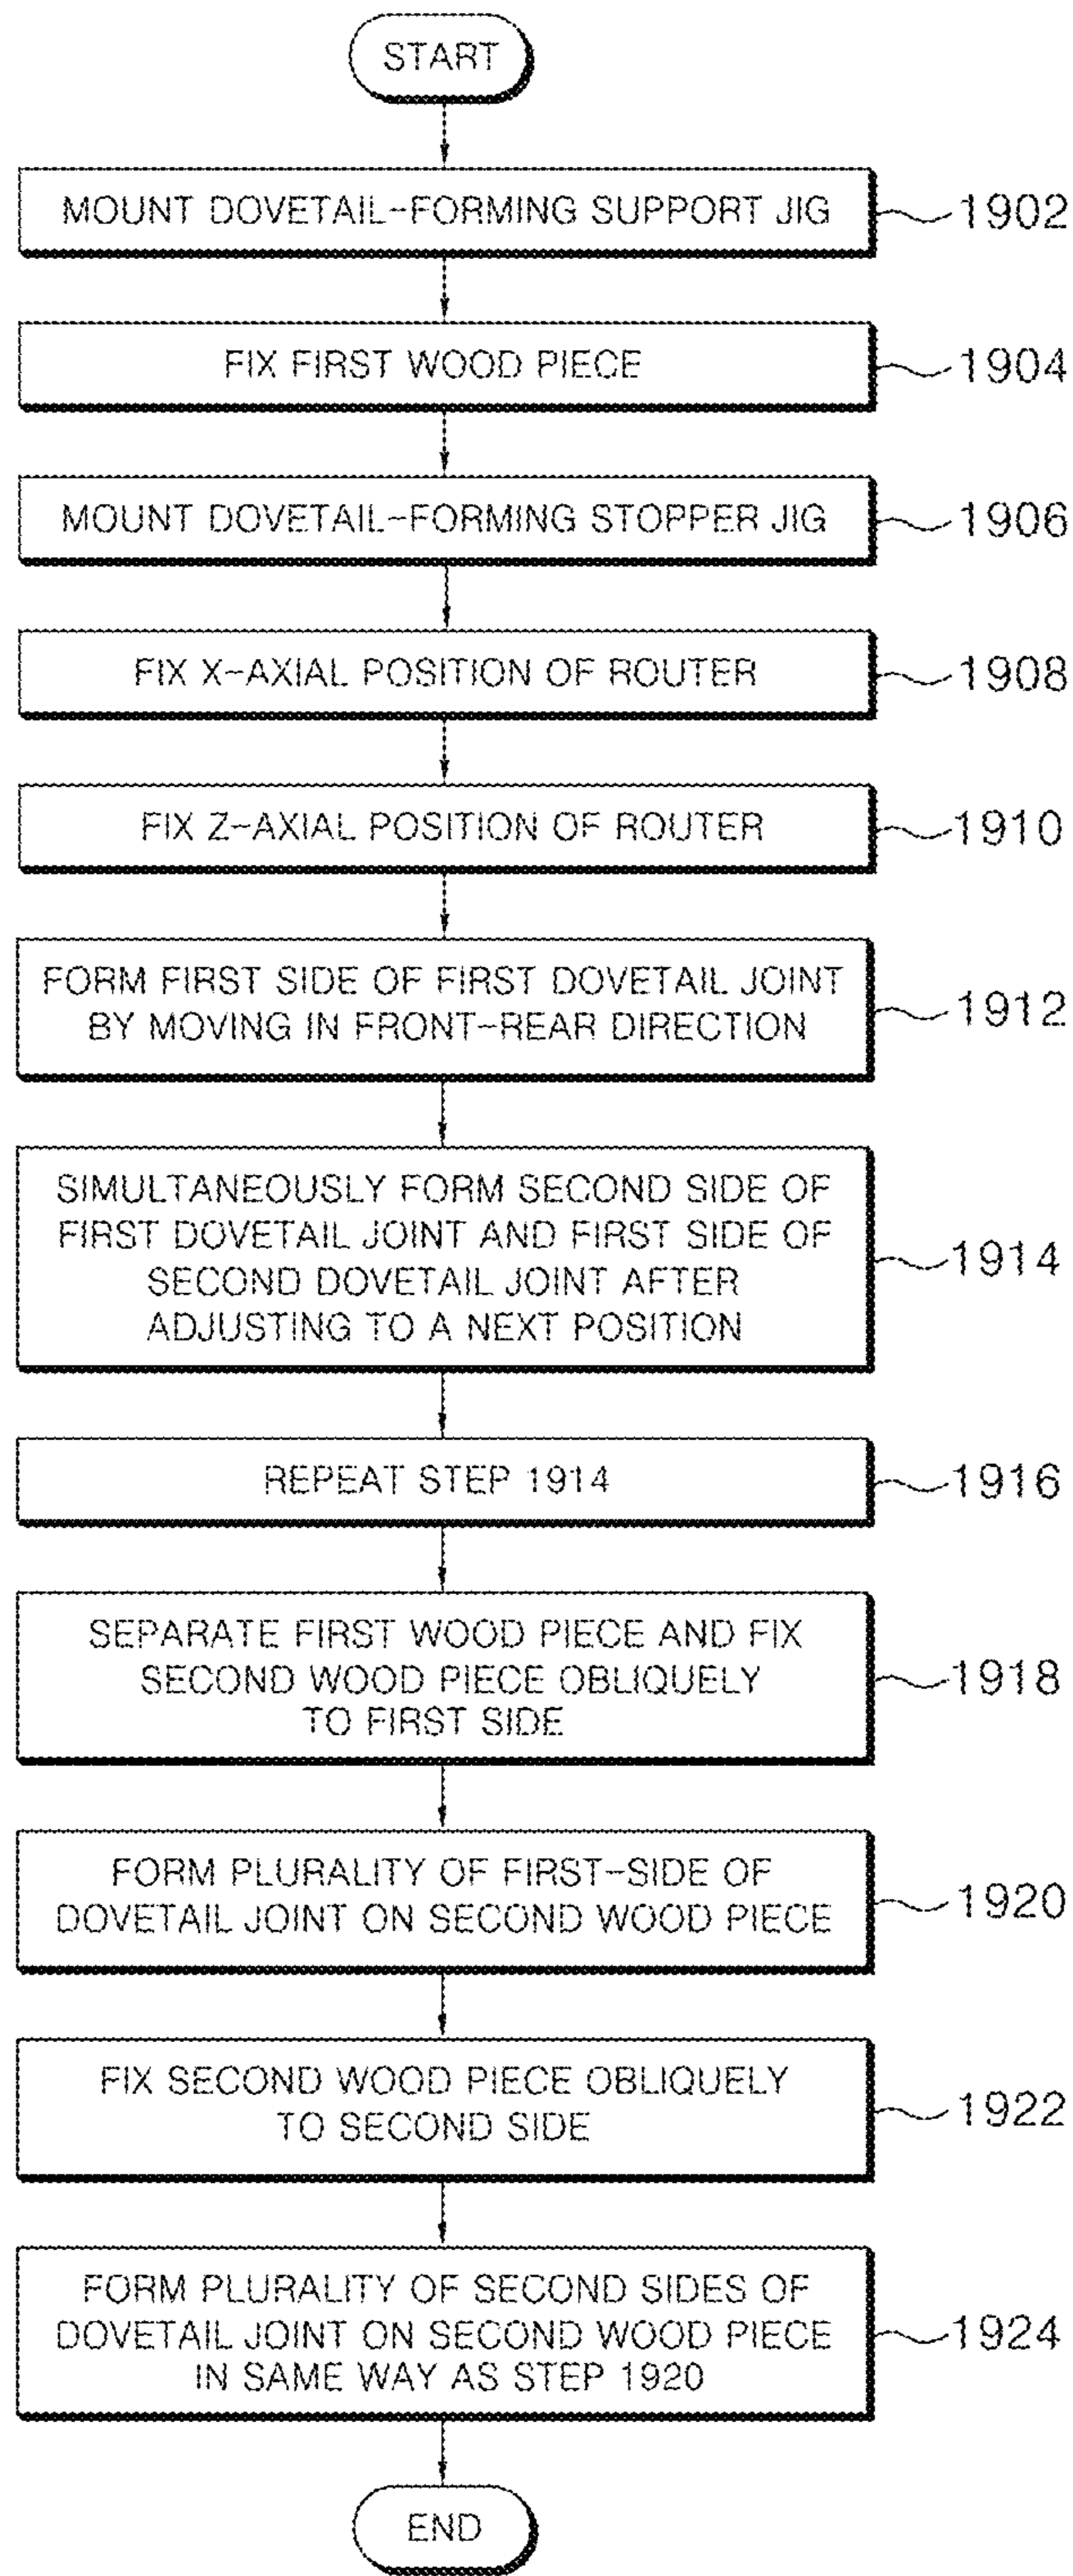 START
MOUNT DOVETAIL-FORMING SUPPORT JIG
1902
FIX FIRST WOOD PIECE
1904
MOUNT DOVETAIL-FORMING STOPPER JIG
1906
FIX X-AXIAL POSITION OF ROUTER
1908
FIX Z-AXIAL POSITION OF ROUTER
1910
FORM FIRST SIDE OF FIRST DOVETAIL JOINT
BY MOVING IN FRONT-REAR DIRECTION
1912
SIMULTANEOUSLY FORM SECOND SIDE OF
FIRST DOVETAIL JOINT AND FIRST SIDE OF
SECOND DOVETAIL JOINT AFTER
ADJUSTING TO A NEXT POSITION
1914
REPEAT STEP 1914
1916
SEPARATE FIRST WOOD PIECE AND FIX
SECOND WOOD PIECE OBLIQUELY
TO FIRST SIDE
1918
FORM PLURALITY OF FIRST-SIDE OF
DOVETAIL JOINT ON SECOND WOOD PIECE
1920
FIX SECOND WOOD PIECE OBLIQUELY
TO SECOND SIDE
1922
FORM PLURALITY OF SECOND SIDES OF
DOVETAIL JOINT ON SECOND WOOD PIECE
IN SAME WAY AS STEP 1920
1924
END